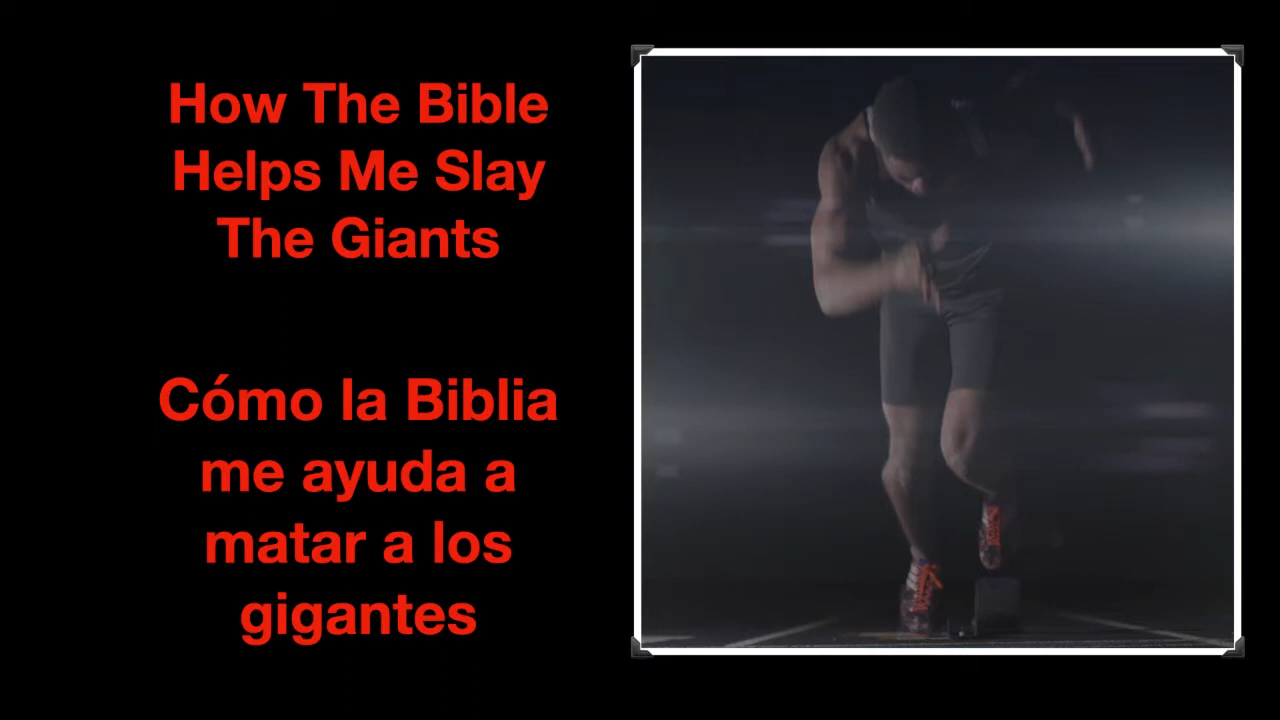 How The Bible
Helps Me Slay
The Giants
Cómo la Biblia
me ayuda a
matar a los
gigantes